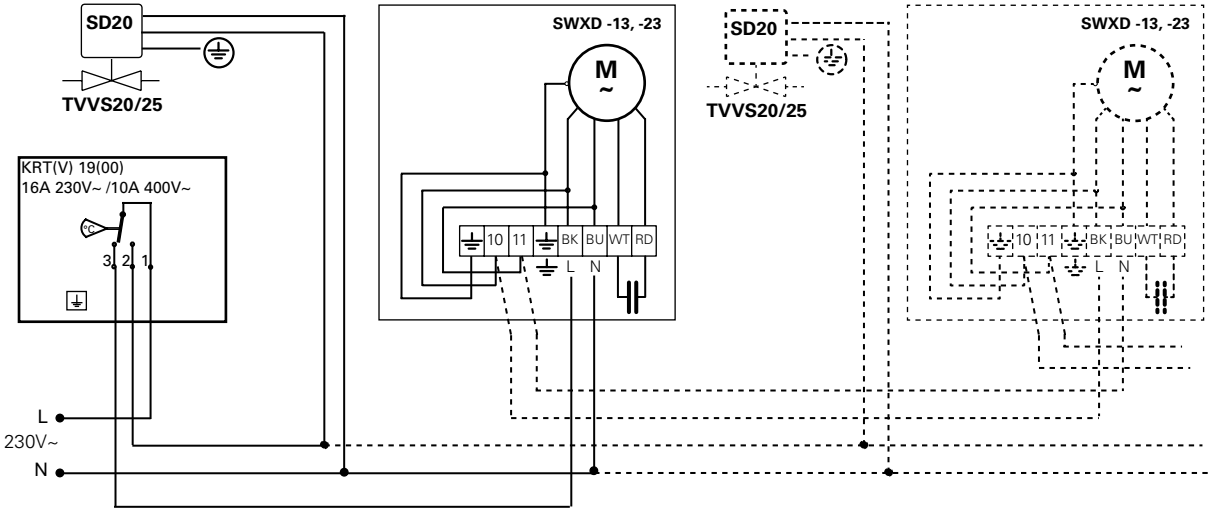 SD20
TVVS20/25
SWXD -13, -23
M
~
SD20
TVVS20/25
SWXD -13, -23
M
~
KRT(V) 19(00)
16A 230V~ /10A 400V~
°C
3 2 1
10 11 BK BU WT RD
L N
10 11 BK BU WT RD
L N
L
230V~
N